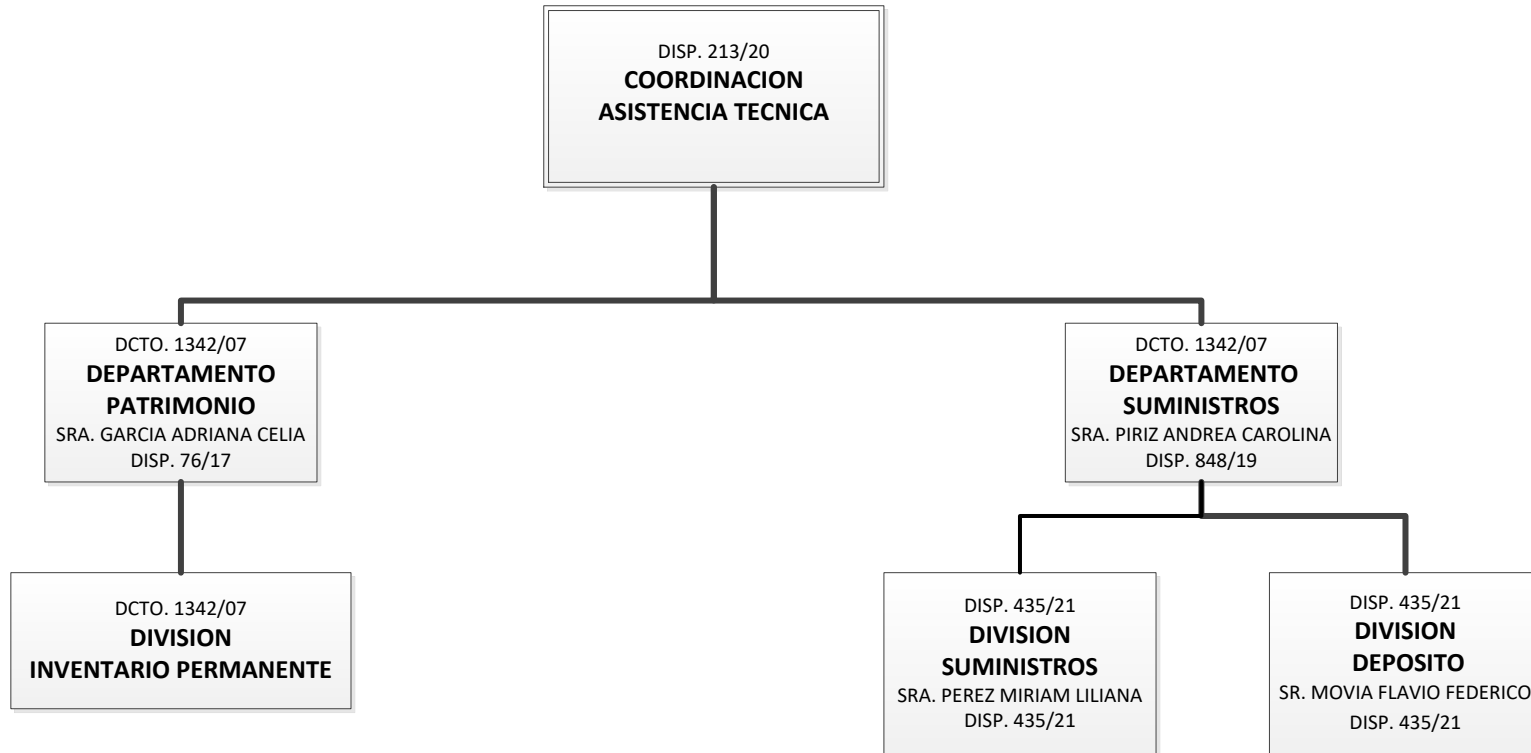 DISP. 213/20
COORDINACION
ASISTENCIA TECNICA
DCTO. 1342/07
DEPARTAMENTO
PATRIMONIO
SRA. GARCIA ADRIANA CELIA
DISP. 76/17
DCTO. 1342/07
DEPARTAMENTO
SUMINISTROS
SRA. PIRIZ ANDREA CAROLINA
DISP. 848/19
DCTO. 1342/07
DIVISION
INVENTARIO PERMANENTE
DISP. 435/21
DIVISION
SUMINISTROS
SRA. PEREZ MIRIAM LILIANA
DISP. 435/21
DISP. 435/21
DIVISION
DEPOSITO
SR. MOVIA FLAVIO FEDERICO
DISP. 435/21